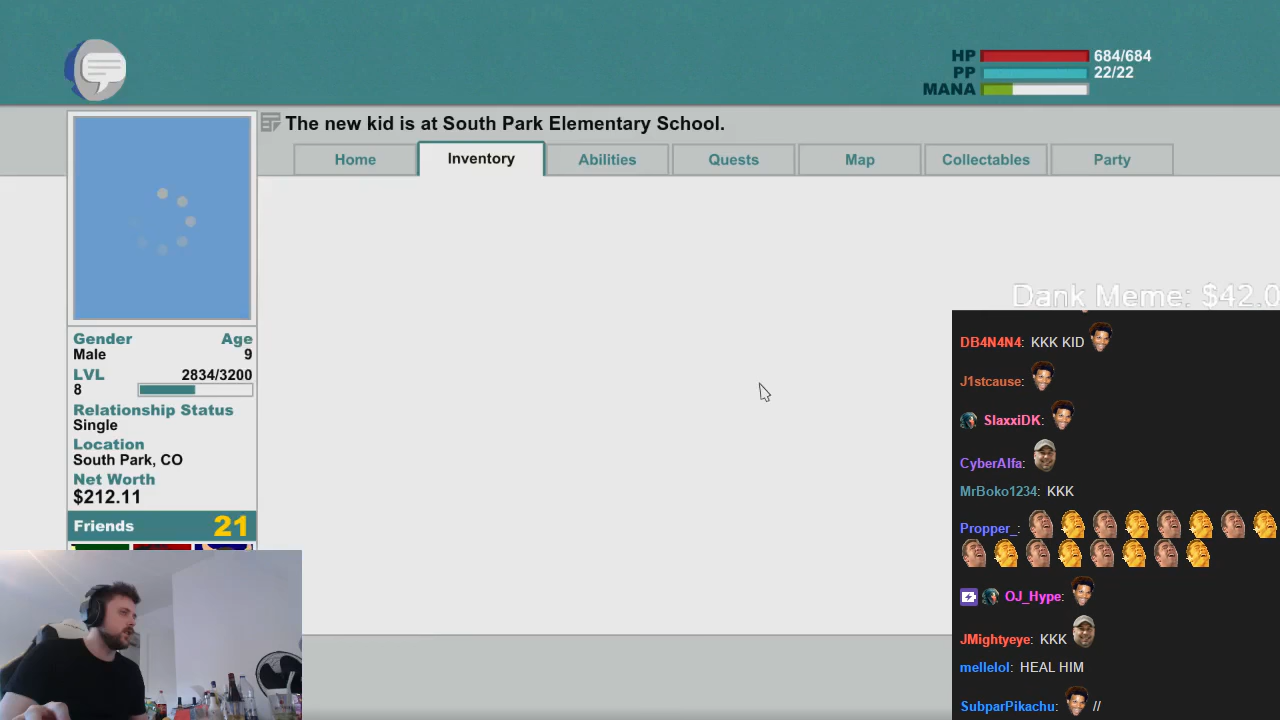 HP 684/684
PP 22/22
MANA
The new kid is at South Park Elementary School.
Home Inventory Abilities Quests Map Collectables Party
Gender Age
Male 9
LVL 2834/3200
8
Relationship Status
Single
Location
South Park, CO
Net Worth
$212.11
Friends 21
Dank Meme: $42.0
DB4N4N4: KKK KID
J1stcause:
SlaxxiDK:
CyberAlfa:
MrBoko1234: KKK
Propper_:
OJ_Hype:
JMightyeye: KKK
mellelol: HEAL HIM
SubparPikachu: //